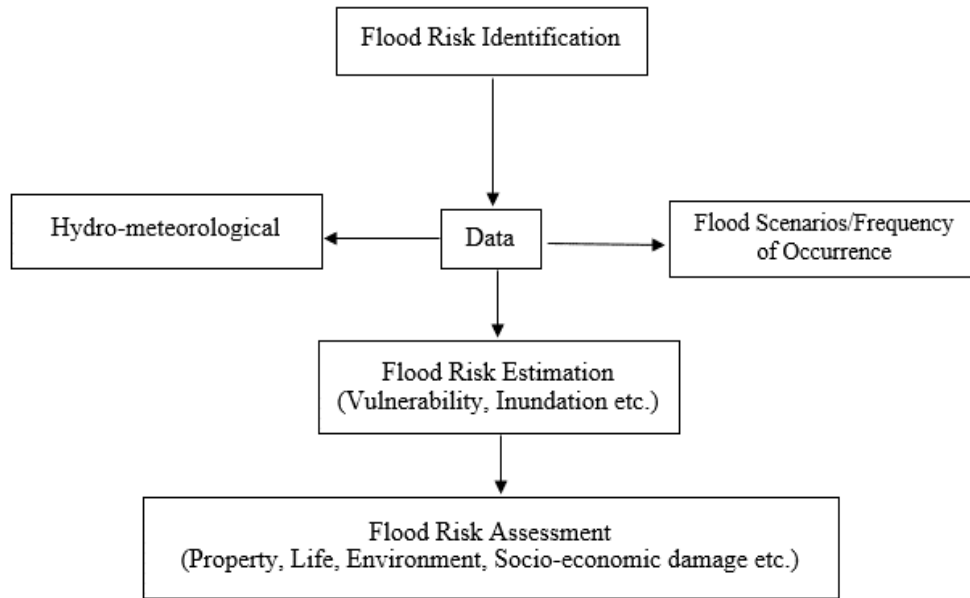 Flood Risk Identification
Hydro-meteorological
Data
Flood Scenarios/Frequency
of Occurrence
Flood Risk Estimation
(Vulnerability, Inundation etc.)
Flood Risk Assessment
(Property, Life, Environment, Socio-economic damage etc.)